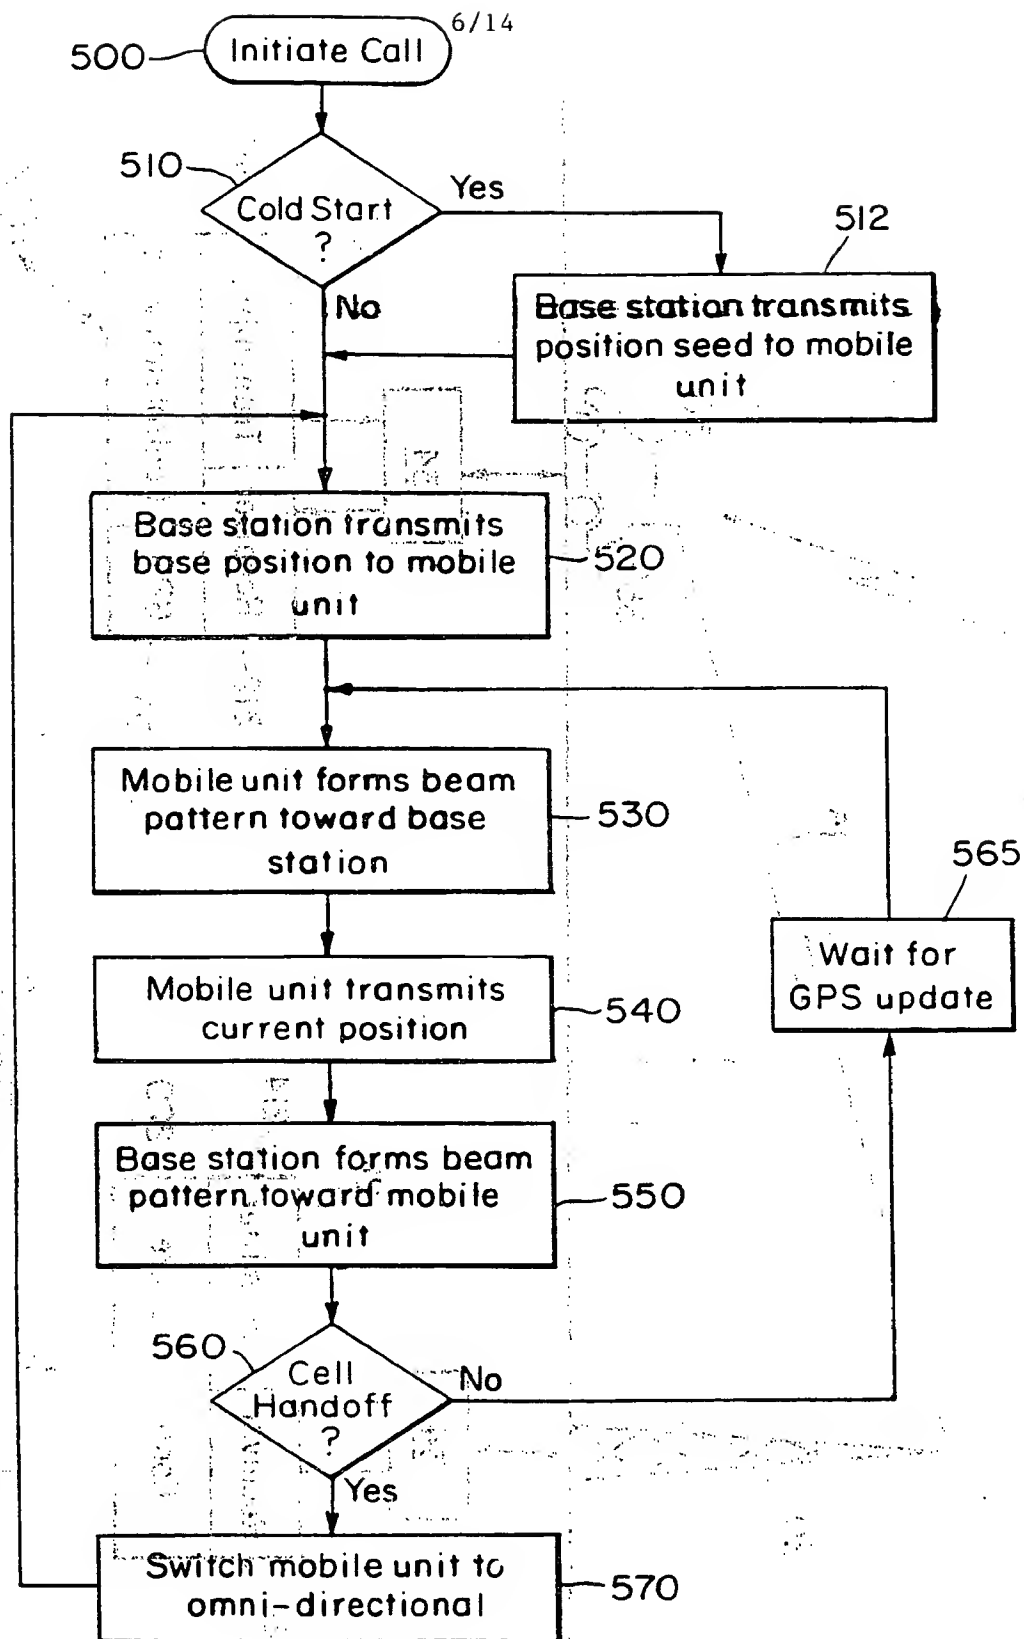 6/14
500
Initiate Call
510
Cold Start
?
Yes
No
512
Base station transmits
position seed to mobile
unit
Base station transmits
base position to mobile
unit
520
Mobile unit forms beam
pattern toward base
station
530
565
Wait for
GPS update
Mobile unit transmits
current position
540
Base station forms beam
pattern toward mobile
unit
550
560
Cell
Handoff
?
No
Yes
Switch mobile unit to
omni-directional
570